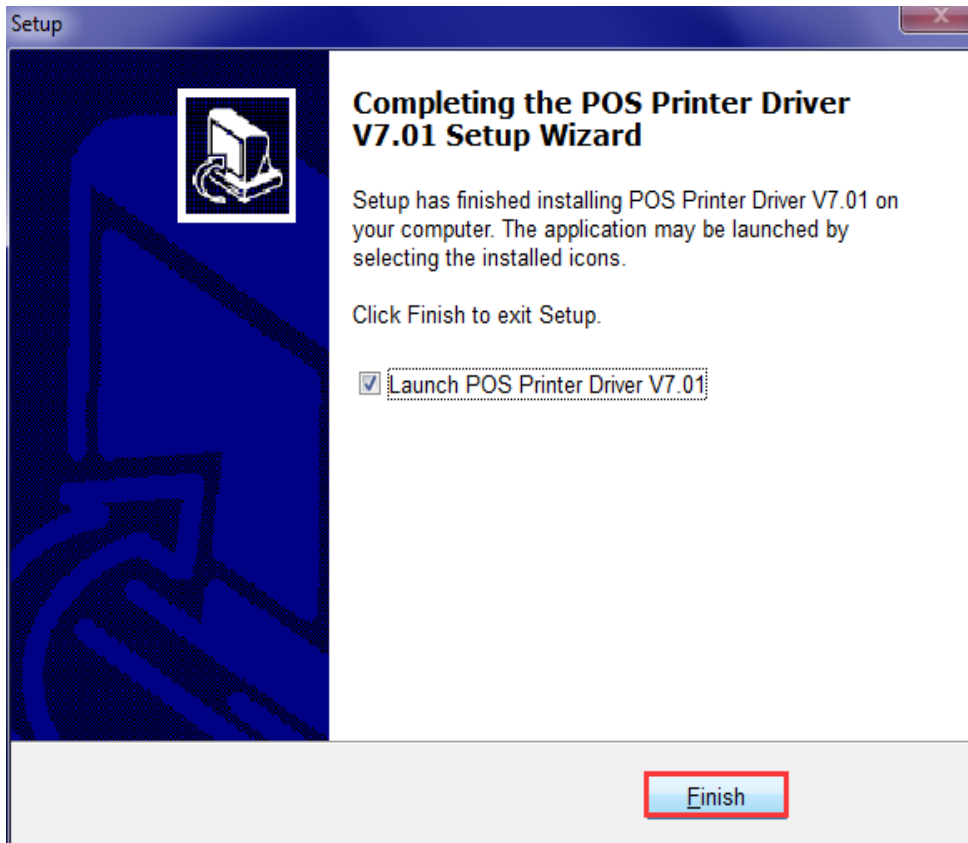 Setup
X
Completing the POS Printer Driver
V7.01 Setup Wizard
Setup has finished installing POS Printer Driver V7.01 on
your computer. The application may be launched by
selecting the installed icons.
Click Finish to exit Setup.
Launch POS Printer Driver V7.01
Finish